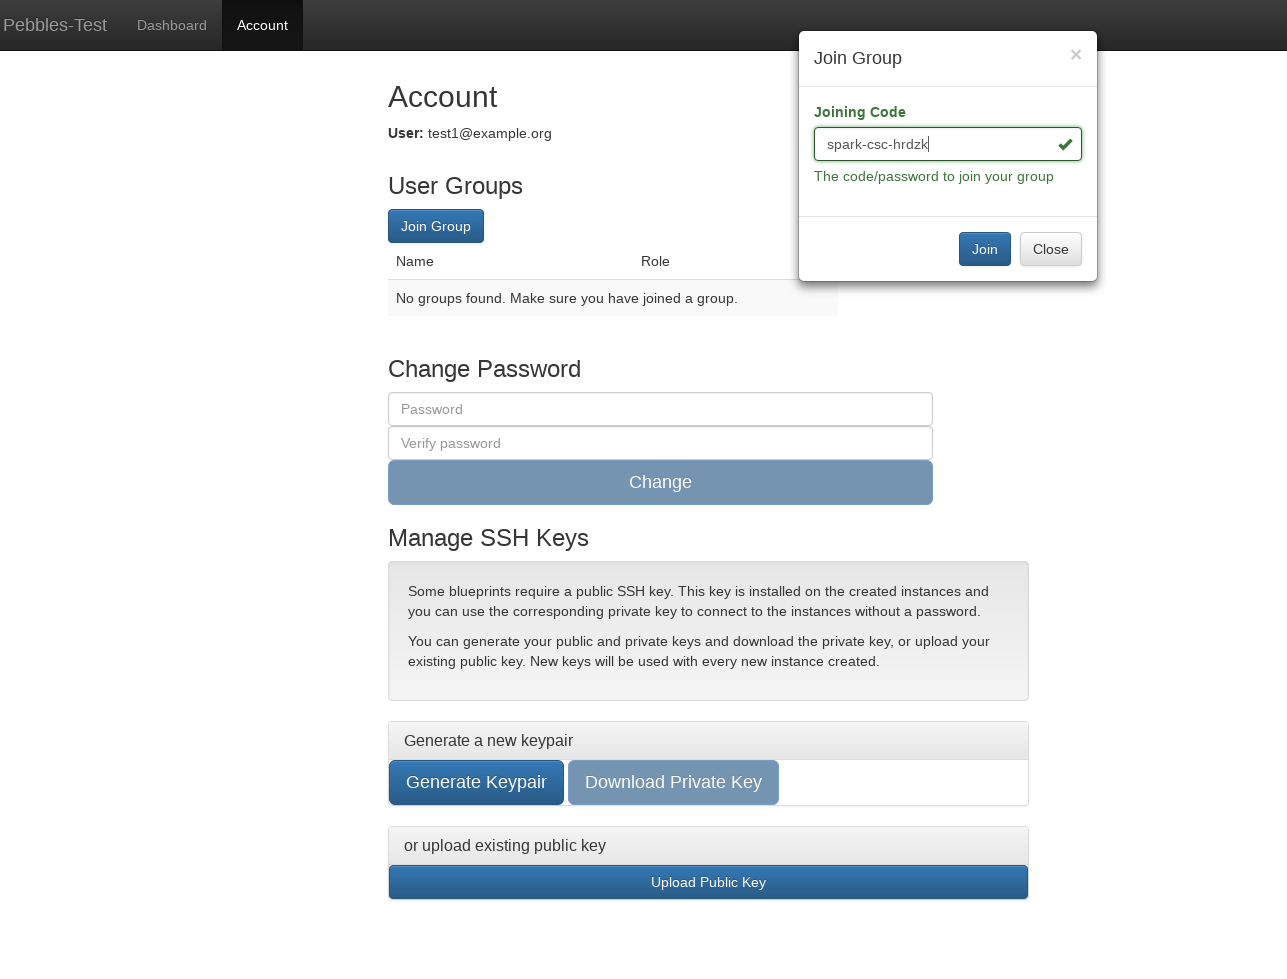 Pebbles-Test Dashboard Account
Join Group ×
Joining Code
spark-csc-hrdzk
The code/password to join your group
Join Close
Account
User: test1@example.org
User Groups
Join Group
Name Role
No groups found. Make sure you have joined a group.
Change Password
Password
Verify password
Change
Manage SSH Keys
Some blueprints require a public SSH key. This key is installed on the created instances and
you can use the corresponding private key to connect to the instances without a password.
You can generate your public and private keys and download the private key, or upload your
existing public key. New keys will be used with every new instance created.
Generate a new keypair
Generate Keypair Download Private Key
or upload existing public key
Upload Public Key